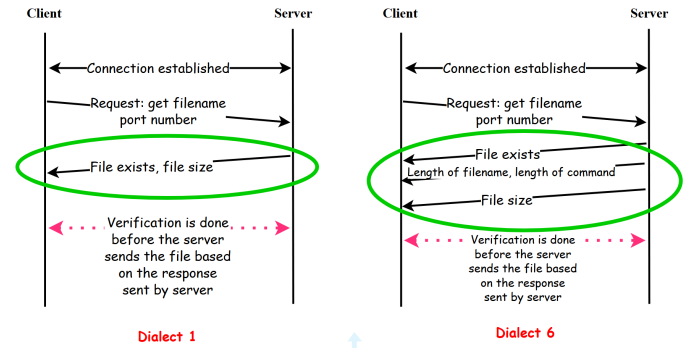 Client
Server
Connection established
Request: get filename
port number
File exists, file size
Verification is done
before the server
sends the file based
on the response
sent by server
Dialect 1
Client
Server
Connection established
Request: get filename
port number
File exists
Length of filename, length of command
File size
Verification is done
before the server
sends the file based
on the response
sent by server
Dialect 6